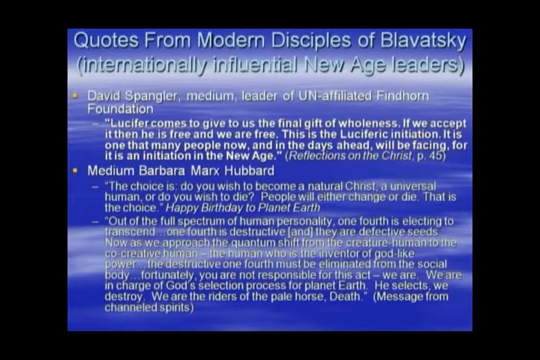 Quotes From Modern Disciples of Blavatsky
(internationally influential New Age leaders)
David Spangler, medium, leader of UN-affiliated Findhorn
Foundation
– "Lucifer comes to give to us the final gift of wholeness. If we accept
it then he is free and we are free. This is the Luciferic initiation. It is
one that many people now, and in the days ahead, will be facing, for
it is an initiation in the New Age." (Reflections on the Christ, p. 45)
Medium Barbara Marx Hubbard
– "The choice is: do you wish to become a natural Christ, a universal
human, or do you wish to die? People will either change or die. That is
the choice." Happy Birthday to Planet Earth
– "Out of the full spectrum of human personality, one fourth is electing to
transcend...one fourth is destructive [and] they are defective seeds.
Now as we approach the quantum shift from the creature-human to the
co-creative human – the human who is the inventor of god-like
power...the destructive one fourth must be eliminated from the social
body...fortunately, you are not responsible for this act – we are. We are
in charge of God's selection process for planet Earth. He selects, we
destroy. We are the riders of the pale horse, Death." (Message from
channeled spirits)